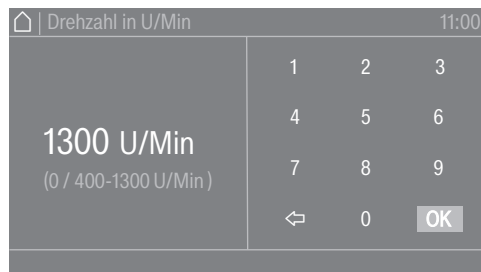 | Drehzahl in U/Min 11:00
1300 U/Min
(0 / 400-1300 U/Min )
1 2 3
4 5 6
7 8 9
0 OK